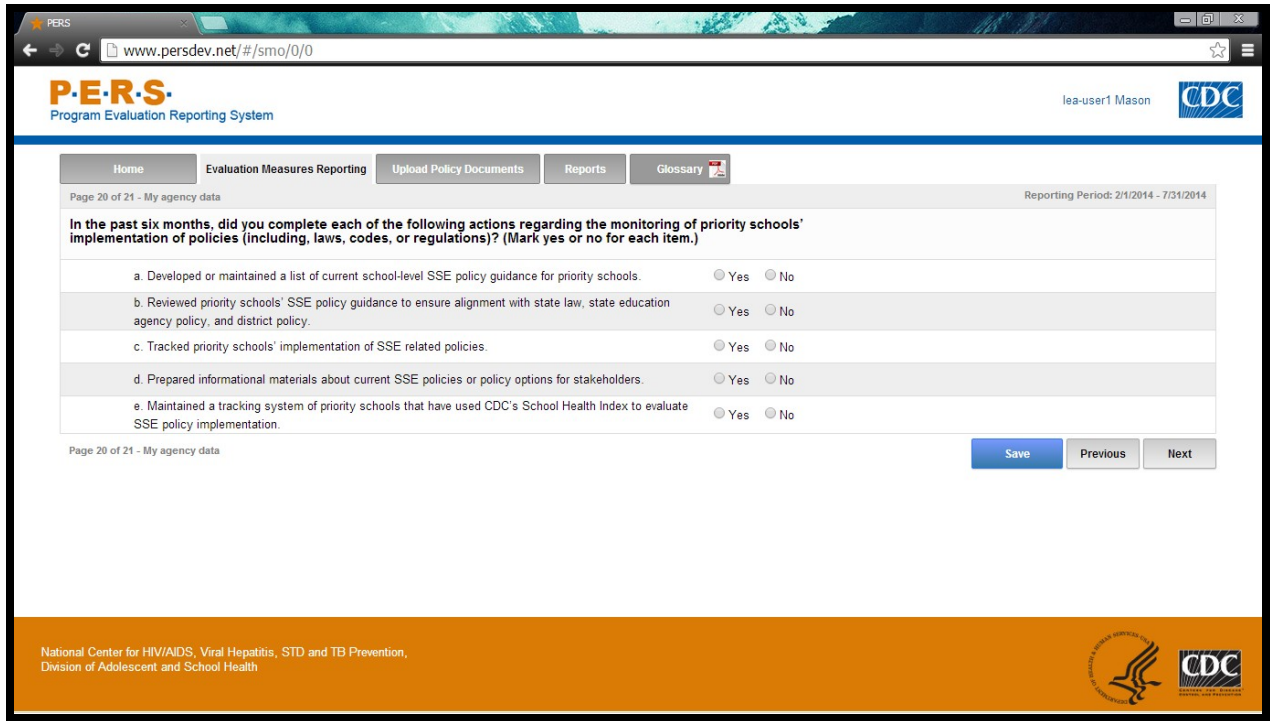 PERS
www.persdev.net/#/smo/0/0
P·E·R·S·
Program Evaluation Reporting System
lea-user1 Mason
CDC
Home
Evaluation Measures Reporting
Upload Policy Documents
Reports
Glossary
Page 20 of 21 - My agency data
Reporting Period: 2/1/2014 - 7/31/2014
In the past six months, did you complete each of the following actions regarding the monitoring of priority schools'
implementation of policies (including, laws, codes, or regulations)? (Mark yes or no for each item.)
a. Developed or maintained a list of current school-level SSE policy guidance for priority schools.
Yes No
b. Reviewed priority schools' SSE policy guidance to ensure alignment with state law, state education
agency policy, and district policy.
Yes No
c. Tracked priority schools' implementation of SSE related policies.
Yes No
d. Prepared informational materials about current SSE policies or policy options for stakeholders.
Yes No
e. Maintained a tracking system of priority schools that have used CDC's School Health Index to evaluate
SSE policy implementation.
Yes No
Page 20 of 21 - My agency data
Save
Previous
Next
National Center for HIV/AIDS, Viral Hepatitis, STD and TB Prevention,
Division of Adolescent and School Health
CDC